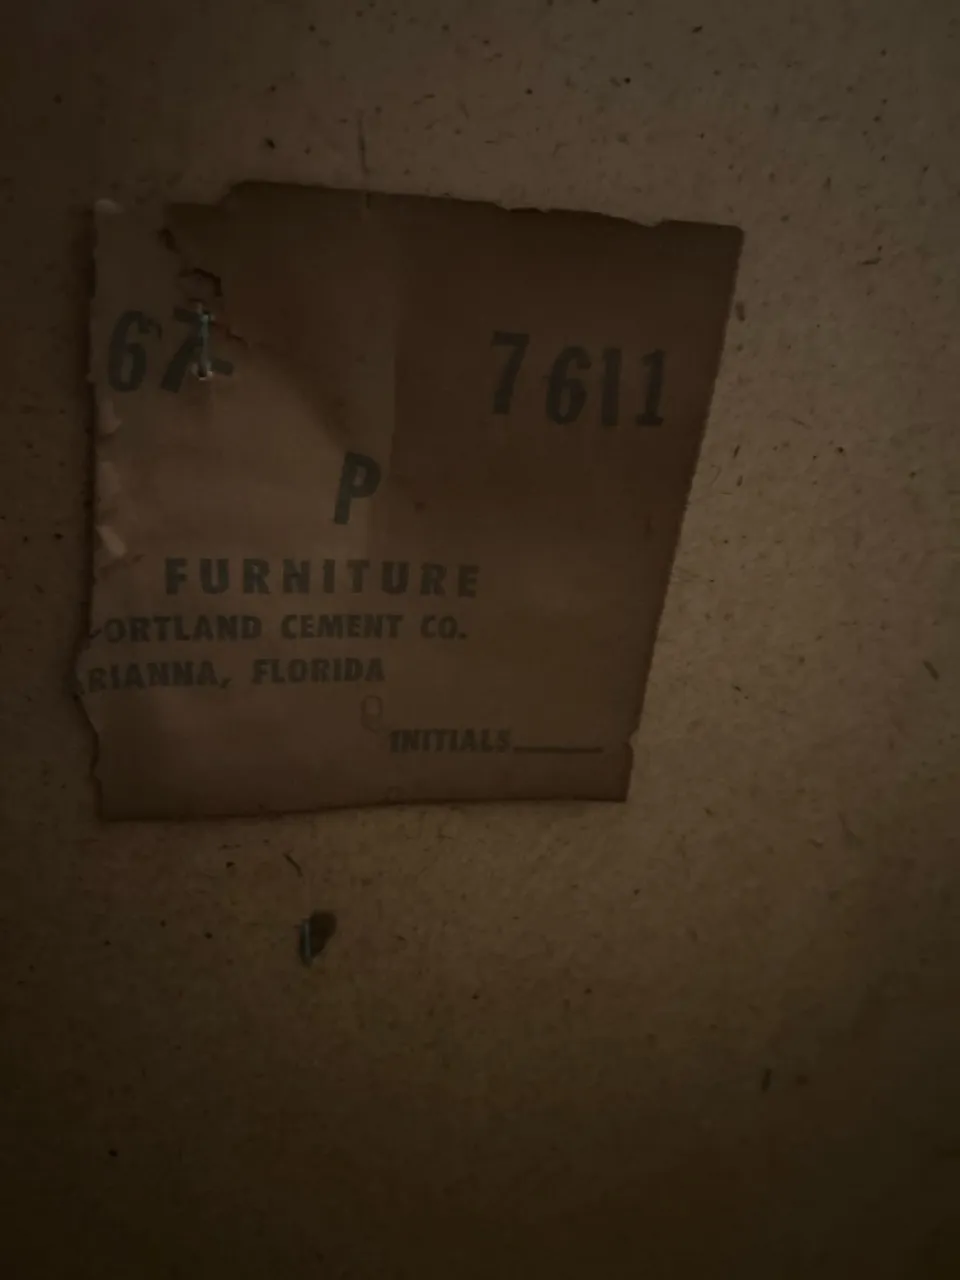 67- 7611
P
FURNITURE
ORTLAND CEMENT CO.
RIANNA, FLORIDA
INITIALS